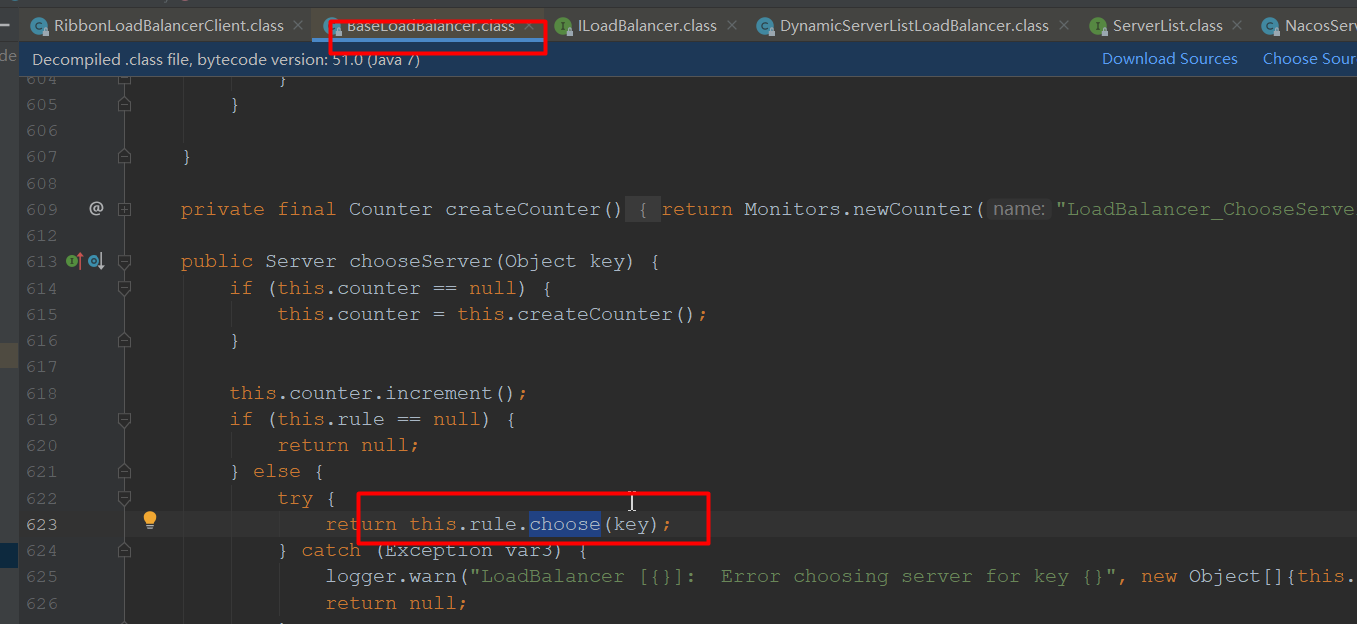 RibbonLoadBalancerClient.class × BaseLoadBalancer.class × ILoadBalancer.class × DynamicServerListLoadBalancer.class × ServerList.class × NacosSer
de
Decompiled .class file, bytecode version: 51.0 (Java 7) Download Sources Choose Sour
604 }
605 }
606
607 }
608
609 @ private final Counter createCounter() { return Monitors.newCounter( name: "LoadBalancer_ChooseServe
612
613 public Server chooseServer(Object key) {
614 if (this.counter == null) {
615 this.counter = this.createCounter();
616 }
617
618 this.counter.increment();
619 if (this.rule == null) {
620 return null;
621 } else {
622 try {
623 return this.rule.choose(key);
624 } catch (Exception var3) {
625 logger.warn("LoadBalancer [{}]:  Error choosing server for key {}", new Object[]{this.
626 return null;